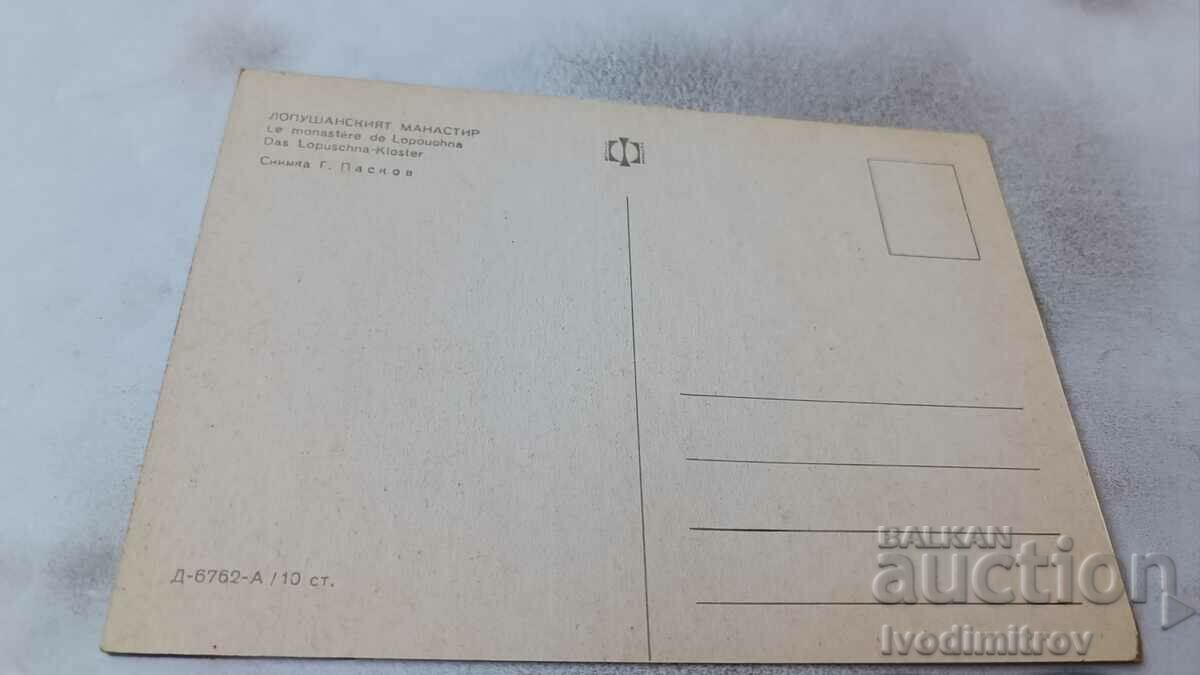 ЛОПУШАНСКИЯТ МАНАСТИР
Le monastère de Lopouchna
Das Lopuschna-Kloster
Снимка Г. Пасков
Д-6762-А / 10 ст.
BALKAN
auction
Ivodimitrov